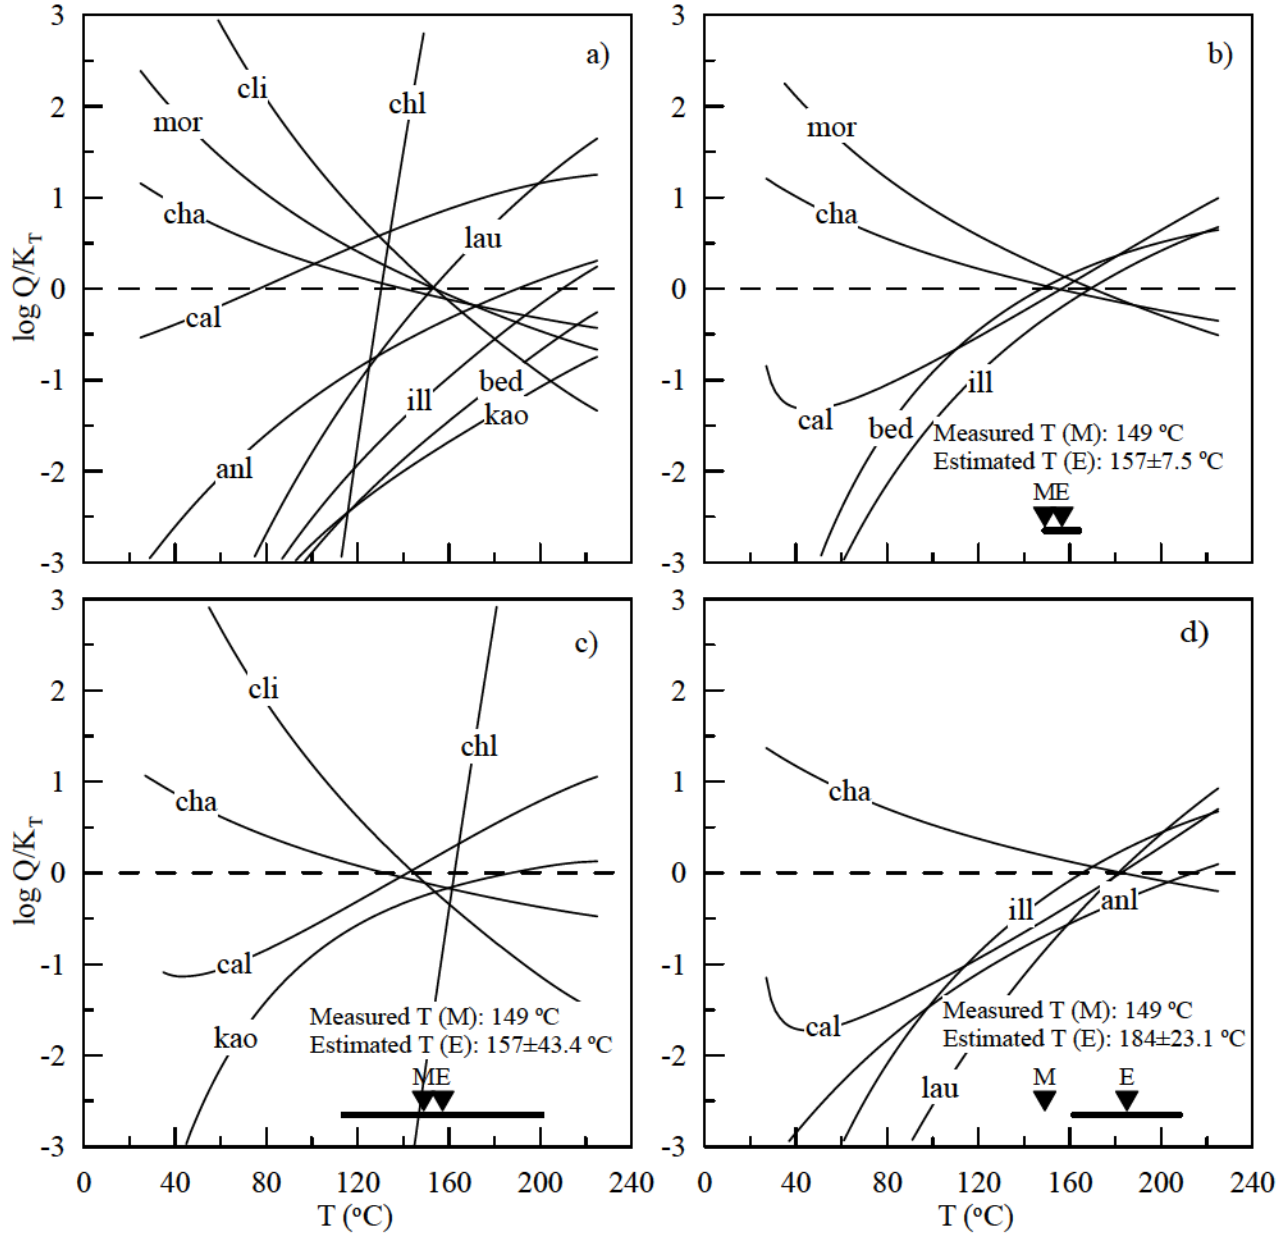 3
2
1
0
-1
-2
-3
log Q/K_T
a)
cli
mor
chl
cha
lau
cal
anl
ill
bed
kao
3
2
1
0
-1
-2
-3
b)
mor
cha
cal
bed
ill
Measured T (M): 149 ºC
Estimated T (E): 157±7.5 ºC
ME
3
2
1
0
-1
-2
-3
log Q/K_T
c)
cli
chl
cha
cal
kao
Measured T (M): 149 ºC
Estimated T (E): 157±43.4 ºC
ME
0 40 80 120 160 200 240
T (ºC)
3
2
1
0
-1
-2
-3
d)
cha
ill
anl
cal
lau
Measured T (M): 149 ºC
Estimated T (E): 184±23.1 ºC
M E
0 40 80 120 160 200 240
T (ºC)